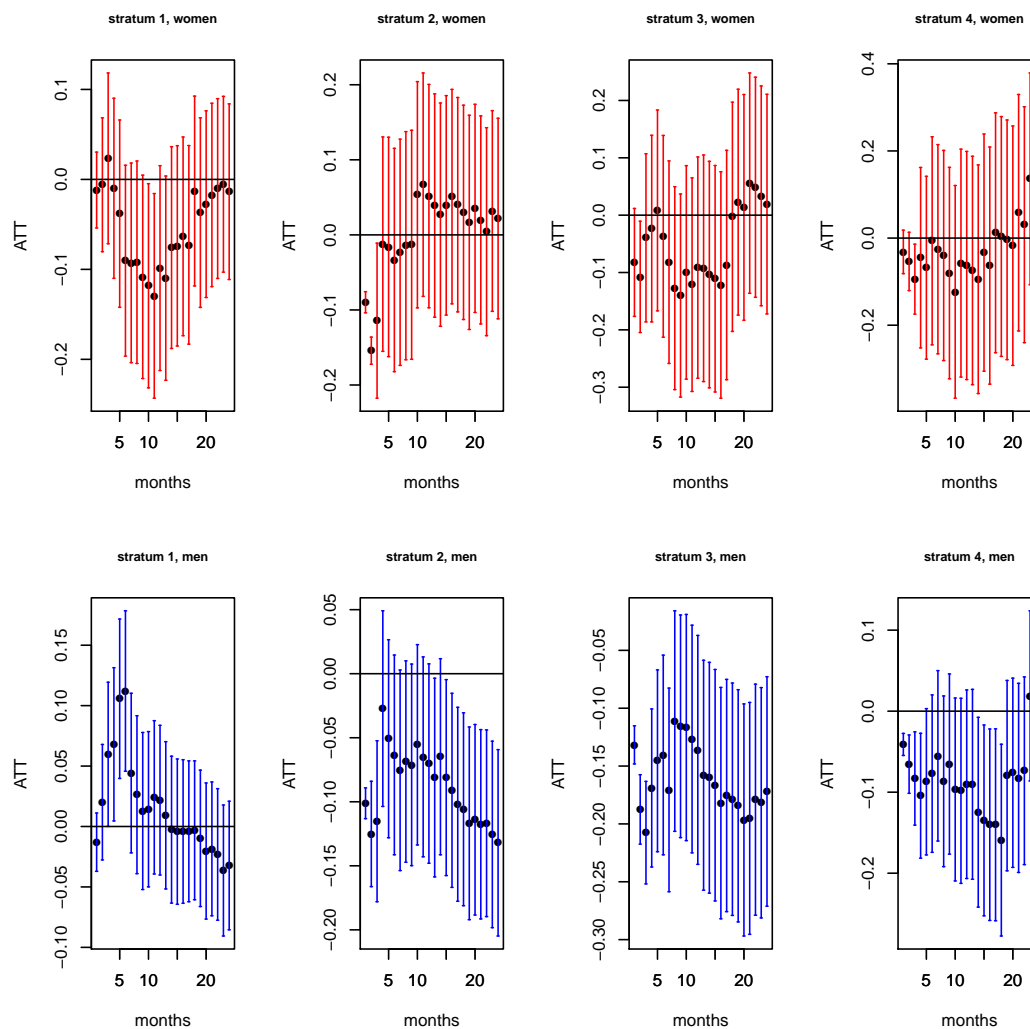 stratum 1, women
ATT
0.1
0.0
−0.1
−0.2
5 10 20
months
stratum 2, women
ATT
0.2
0.1
0.0
−0.1
−0.2
5 10 20
months
stratum 3, women
ATT
0.2
0.1
0.0
−0.1
−0.2
−0.3
5 10 20
months
stratum 4, women
ATT
0.4
0.2
0.0
−0.2
5 10 20
months
stratum 1, men
ATT
0.15
0.10
0.05
0.00
−0.05
−0.10
5 10 20
months
stratum 2, men
ATT
0.05
0.00
−0.05
−0.10
−0.15
−0.20
5 10 20
months
stratum 3, men
ATT
−0.05
−0.10
−0.15
−0.20
−0.25
−0.30
5 10 20
months
stratum 4, men
ATT
0.1
0.0
−0.1
−0.2
5 10 20
months